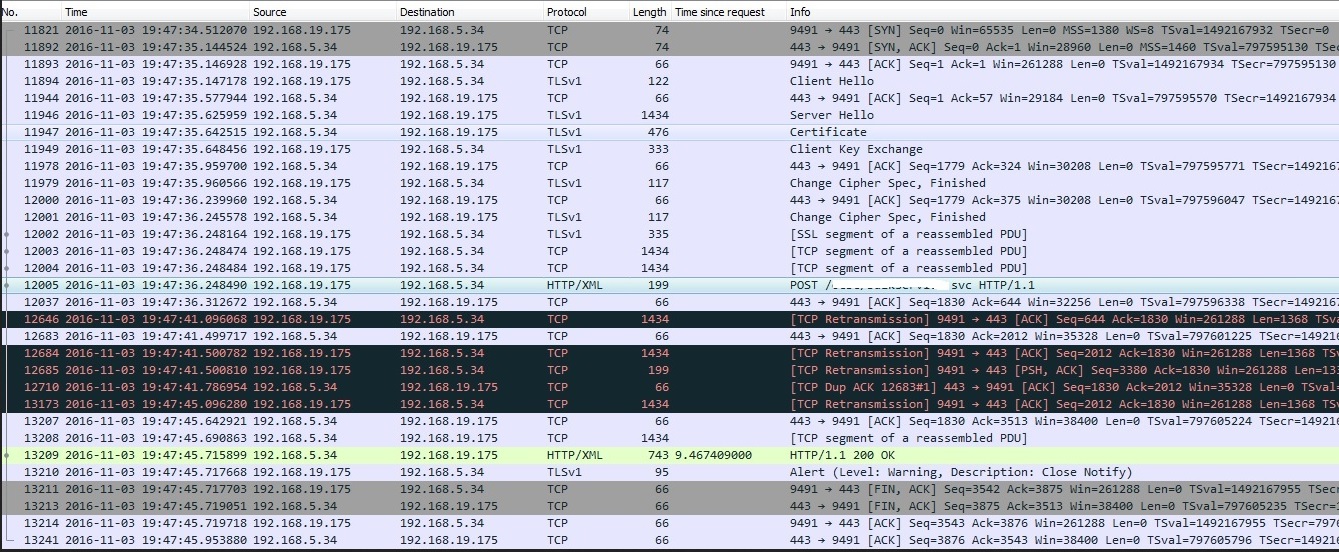 No. Time Source Destination Protocol Length Time since request Info
11821 2016-11-03 19:47:34.512070 192.168.19.175 192.168.5.34 TCP 74 9491 → 443 [SYN] Seq=0 Win=65535 Len=0 MSS=1380 WS=8 TSval=1492167932 TSecr=0
11892 2016-11-03 19:47:35.144524 192.168.5.34 192.168.19.175 TCP 74 443 → 9491 [SYN, ACK] Seq=0 Ack=1 Win=28960 Len=0 MSS=1460 TSval=797595130 TSec
11893 2016-11-03 19:47:35.146928 192.168.19.175 192.168.5.34 TCP 66 9491 → 443 [ACK] Seq=1 Ack=1 Win=261288 Len=0 TSval=1492167934 TSecr=797595130
11894 2016-11-03 19:47:35.147178 192.168.19.175 192.168.5.34 TLSv1 122 Client Hello
11944 2016-11-03 19:47:35.577944 192.168.5.34 192.168.19.175 TCP 66 443 → 9491 [ACK] Seq=1 Ack=57 Win=29184 Len=0 TSval=797595570 TSecr=1492167934
11946 2016-11-03 19:47:35.625959 192.168.5.34 192.168.19.175 TLSv1 1434 Server Hello
11947 2016-11-03 19:47:35.642515 192.168.5.34 192.168.19.175 TLSv1 476 Certificate
11949 2016-11-03 19:47:35.648456 192.168.19.175 192.168.5.34 TLSv1 333 Client Key Exchange
11978 2016-11-03 19:47:35.959700 192.168.5.34 192.168.19.175 TCP 66 443 → 9491 [ACK] Seq=1779 Ack=324 Win=30208 Len=0 TSval=797595771 TSecr=1492167
11979 2016-11-03 19:47:35.960566 192.168.19.175 192.168.5.34 TLSv1 117 Change Cipher Spec, Finished
12000 2016-11-03 19:47:36.239960 192.168.5.34 192.168.19.175 TCP 66 443 → 9491 [ACK] Seq=1779 Ack=375 Win=30208 Len=0 TSval=797596047 TSecr=1492167
12001 2016-11-03 19:47:36.245578 192.168.5.34 192.168.19.175 TLSv1 117 Change Cipher Spec, Finished
12002 2016-11-03 19:47:36.248164 192.168.19.175 192.168.5.34 TLSv1 335 [SSL segment of a reassembled PDU]
12003 2016-11-03 19:47:36.248474 192.168.19.175 192.168.5.34 TCP 1434 [TCP segment of a reassembled PDU]
12004 2016-11-03 19:47:36.248484 192.168.19.175 192.168.5.34 TCP 1434 [TCP segment of a reassembled PDU]
12005 2016-11-03 19:47:36.248490 192.168.19.175 192.168.5.34 HTTP/XML 199 POST / svc HTTP/1.1
12037 2016-11-03 19:47:36.312672 192.168.5.34 192.168.19.175 TCP 66 443 → 9491 [ACK] Seq=1830 Ack=644 Win=32256 Len=0 TSval=797596338 TSecr=1492167
12646 2016-11-03 19:47:41.096068 192.168.19.175 192.168.5.34 TCP 1434 [TCP Retransmission] 9491 → 443 [ACK] Seq=644 Ack=1830 Win=261288 Len=1368 TSva
12683 2016-11-03 19:47:41.499717 192.168.5.34 192.168.19.175 TCP 66 443 → 9491 [ACK] Seq=1830 Ack=2012 Win=35328 Len=0 TSval=797601225 TSecr=149216
12684 2016-11-03 19:47:41.500782 192.168.19.175 192.168.5.34 TCP 1434 [TCP Retransmission] 9491 → 443 [ACK] Seq=2012 Ack=1830 Win=261288 Len=1368 TSv
12685 2016-11-03 19:47:41.500810 192.168.19.175 192.168.5.34 TCP 199 [TCP Retransmission] 9491 → 443 [PSH, ACK] Seq=3380 Ack=1830 Win=261288 Len=13
12710 2016-11-03 19:47:41.786954 192.168.5.34 192.168.19.175 TCP 66 [TCP Dup ACK 12683#1] 443 → 9491 [ACK] Seq=1830 Ack=2012 Win=35328 Len=0 TSval=
13173 2016-11-03 19:47:45.096280 192.168.19.175 192.168.5.34 TCP 1434 [TCP Retransmission] 9491 → 443 [ACK] Seq=2012 Ack=1830 Win=261288 Len=1368 TSv
13207 2016-11-03 19:47:45.642921 192.168.5.34 192.168.19.175 TCP 66 443 → 9491 [ACK] Seq=1830 Ack=3513 Win=38400 Len=0 TSval=797605224 TSecr=149216
13208 2016-11-03 19:47:45.690863 192.168.5.34 192.168.19.175 TCP 1434 [TCP segment of a reassembled PDU]
13209 2016-11-03 19:47:45.715899 192.168.5.34 192.168.19.175 HTTP/XML 743 9.467409000 HTTP/1.1 200 OK
13210 2016-11-03 19:47:45.717668 192.168.19.175 192.168.5.34 TLSv1 95 Alert (Level: Warning, Description: Close Notify)
13211 2016-11-03 19:47:45.717703 192.168.19.175 192.168.5.34 TCP 66 9491 → 443 [FIN, ACK] Seq=3542 Ack=3875 Win=261288 Len=0 TSval=1492167955 TSecr
13213 2016-11-03 19:47:45.719051 192.168.5.34 192.168.19.175 TCP 66 443 → 9491 [FIN, ACK] Seq=3875 Ack=3513 Win=38400 Len=0 TSval=797605235 TSecr=1
13214 2016-11-03 19:47:45.719718 192.168.19.175 192.168.5.34 TCP 66 9491 → 443 [ACK] Seq=3543 Ack=3876 Win=261288 Len=0 TSval=1492167955 TSecr=7976
13241 2016-11-03 19:47:45.953880 192.168.5.34 192.168.19.175 TCP 66 443 → 9491 [ACK] Seq=3876 Ack=3543 Win=38400 Len=0 TSval=797605796 TSecr=149216